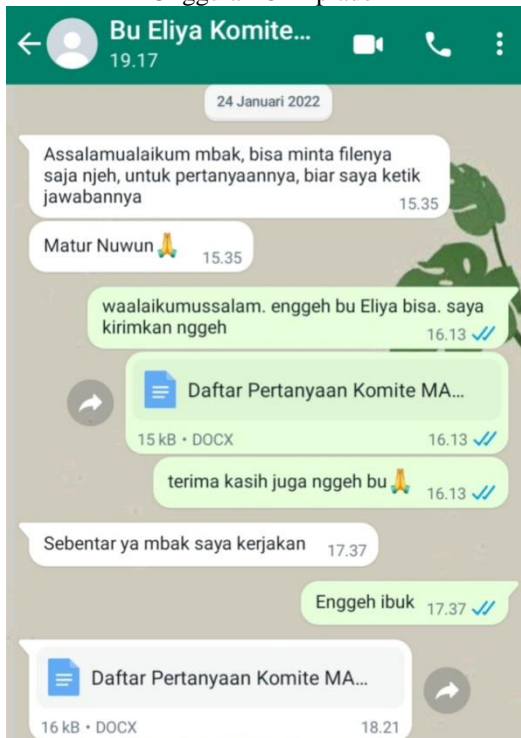 Bu Eliya Komite...
19.17
24 Januari 2022
Assalamualaikum mbak, bisa minta filenya
saja njeh, untuk pertanyaannya, biar saya ketik
jawabannya
15.35
Matur Nuwun🙏
15.35
waalaikumussalam. enggeh bu Eliya bisa. saya
kirimkan nggeh
16.13
Daftar Pertanyaan Komite MA...
15 kB • DOCX
16.13
terima kasih juga nggeh bu🙏
16.13
Sebentar ya mbak saya kerjakan
17.37
Enggeh ibuk
17.37
Daftar Pertanyaan Komite MA...
16 kB • DOCX
18.21